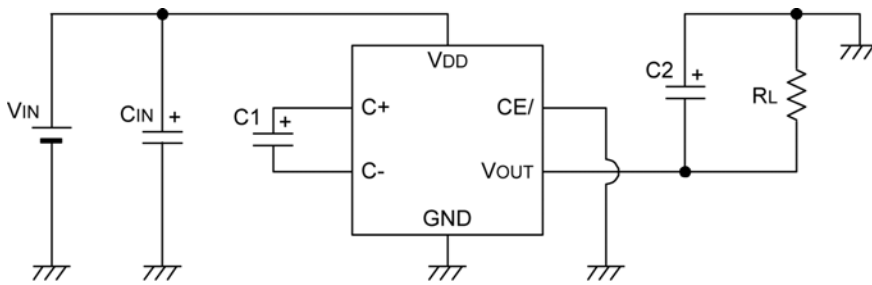 VIN
CIN
+
C1
+
VDD
C+
C-
GND
CE/
VOUT
C2
+
RL